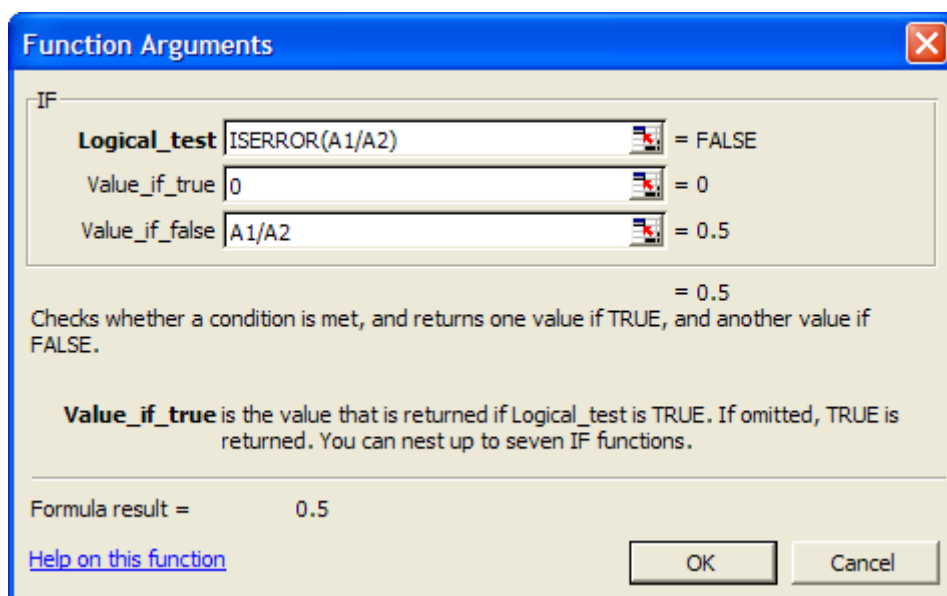 Function Arguments
IF
Logical_test ISERROR(A1/A2) = FALSE
Value_if_true 0 = 0
Value_if_false A1/A2 = 0.5
= 0.5
Checks whether a condition is met, and returns one value if TRUE, and another value if
FALSE.
Value_if_true is the value that is returned if Logical_test is TRUE. If omitted, TRUE is
returned. You can nest up to seven IF functions.
Formula result = 0.5
Help on this function OK Cancel